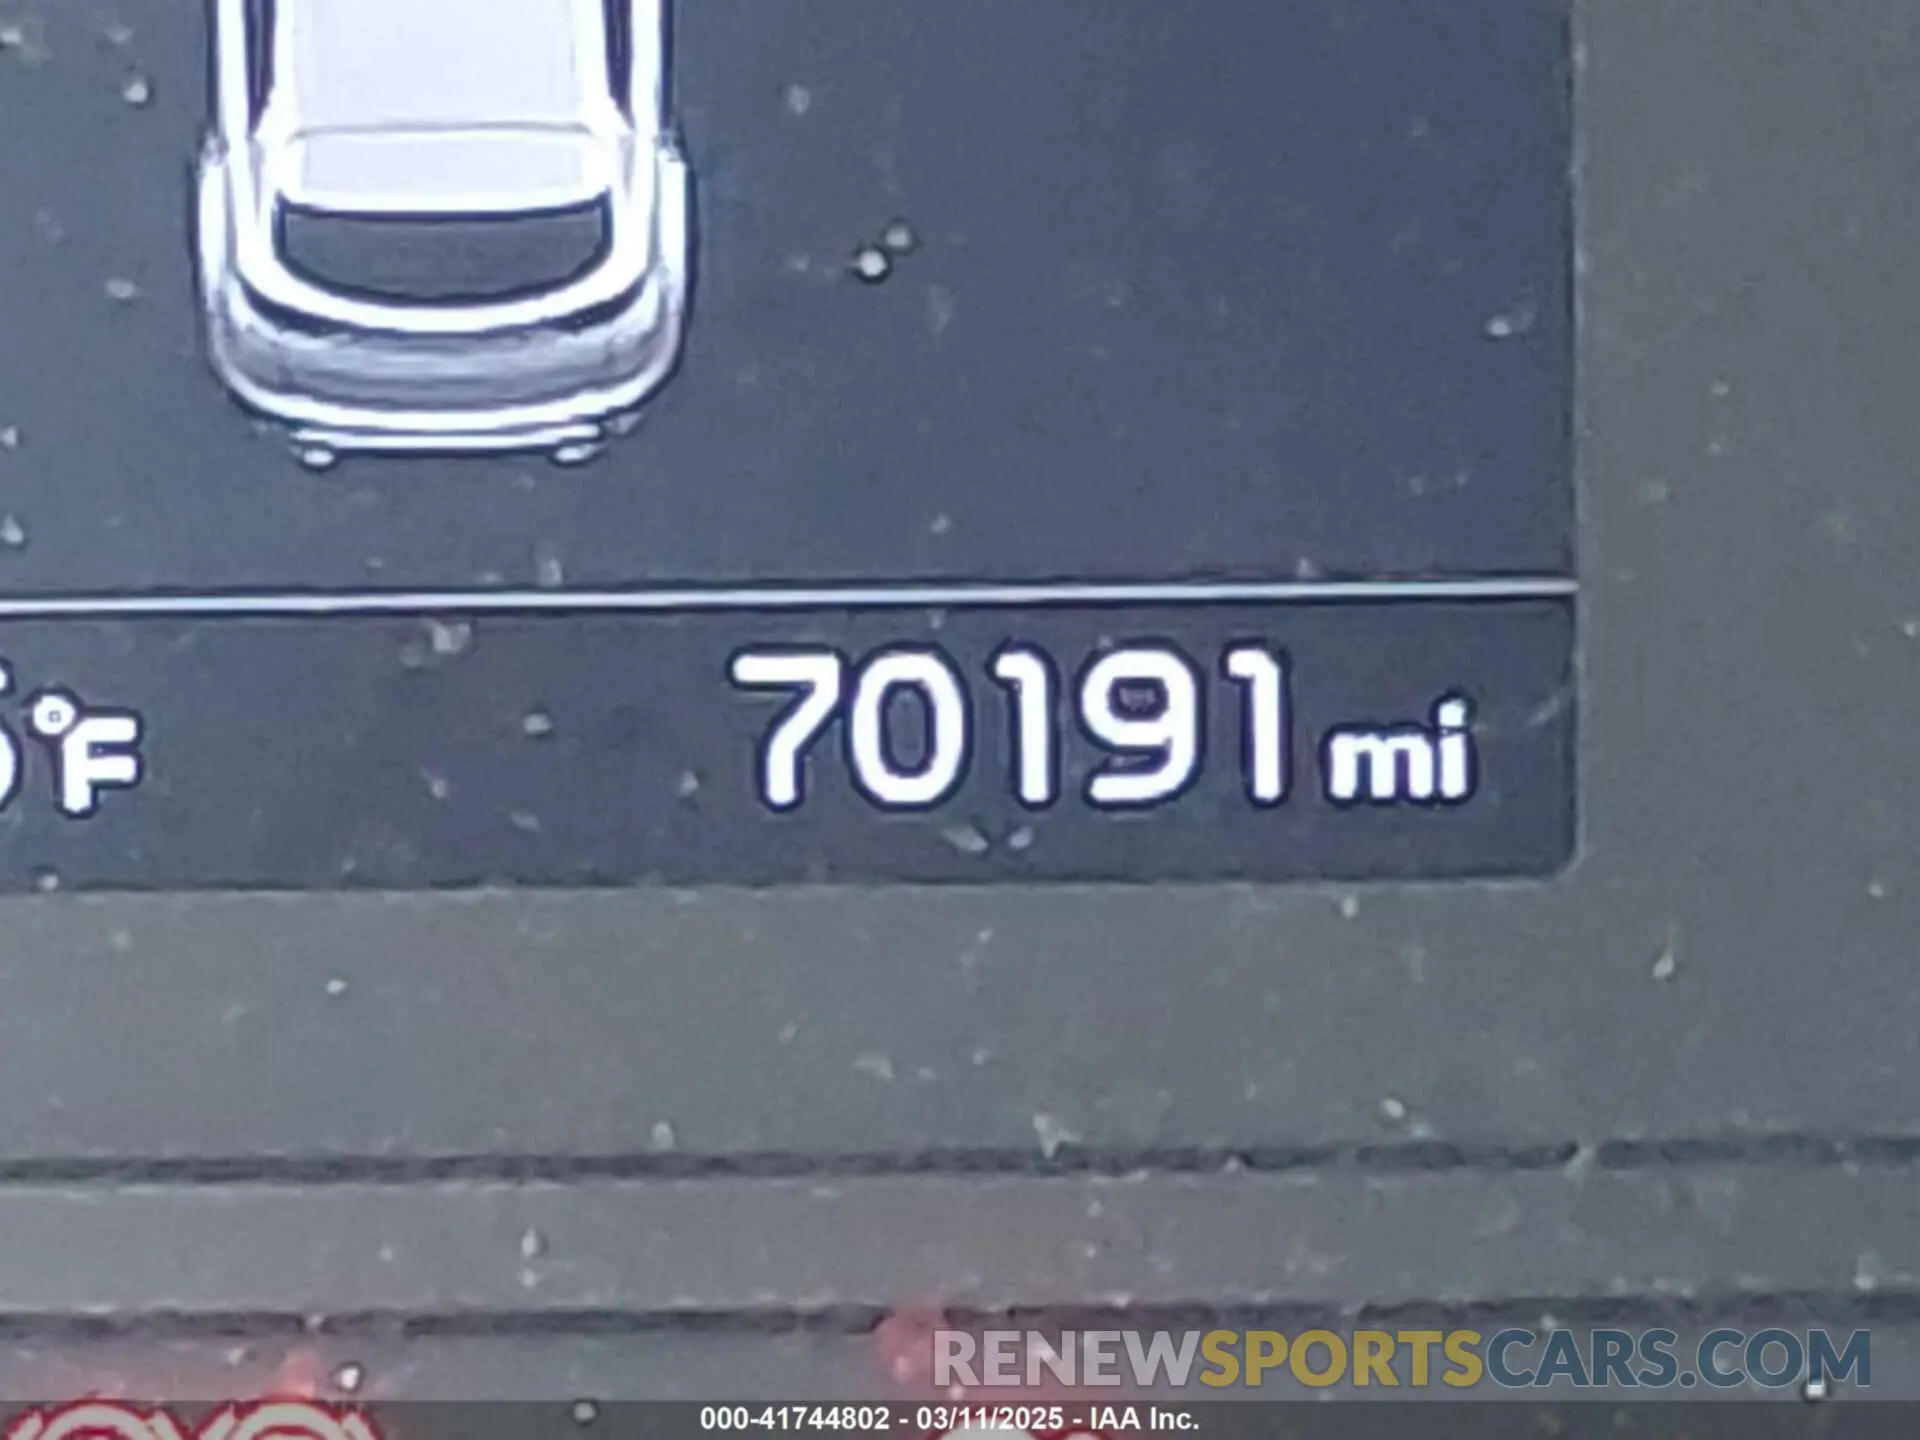 °F 70191 mi
RENEWSPORTSCARS.COM
000-41744802 - 03/11/2025 - IAA Inc.